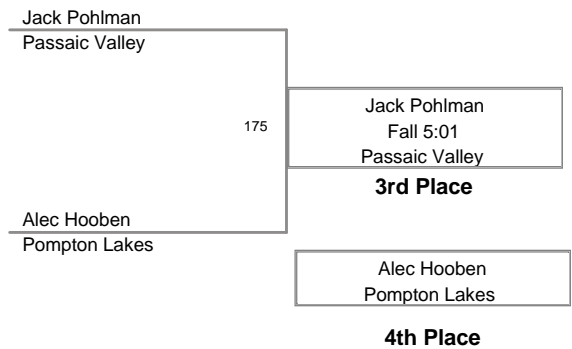 Jack Pohlman
Passaic Valley
175
Jack Pohlman
Fall 5:01
Passaic Valley
3rd Place
Alec Hooben
Pompton Lakes
Alec Hooben
Pompton Lakes
4th Place